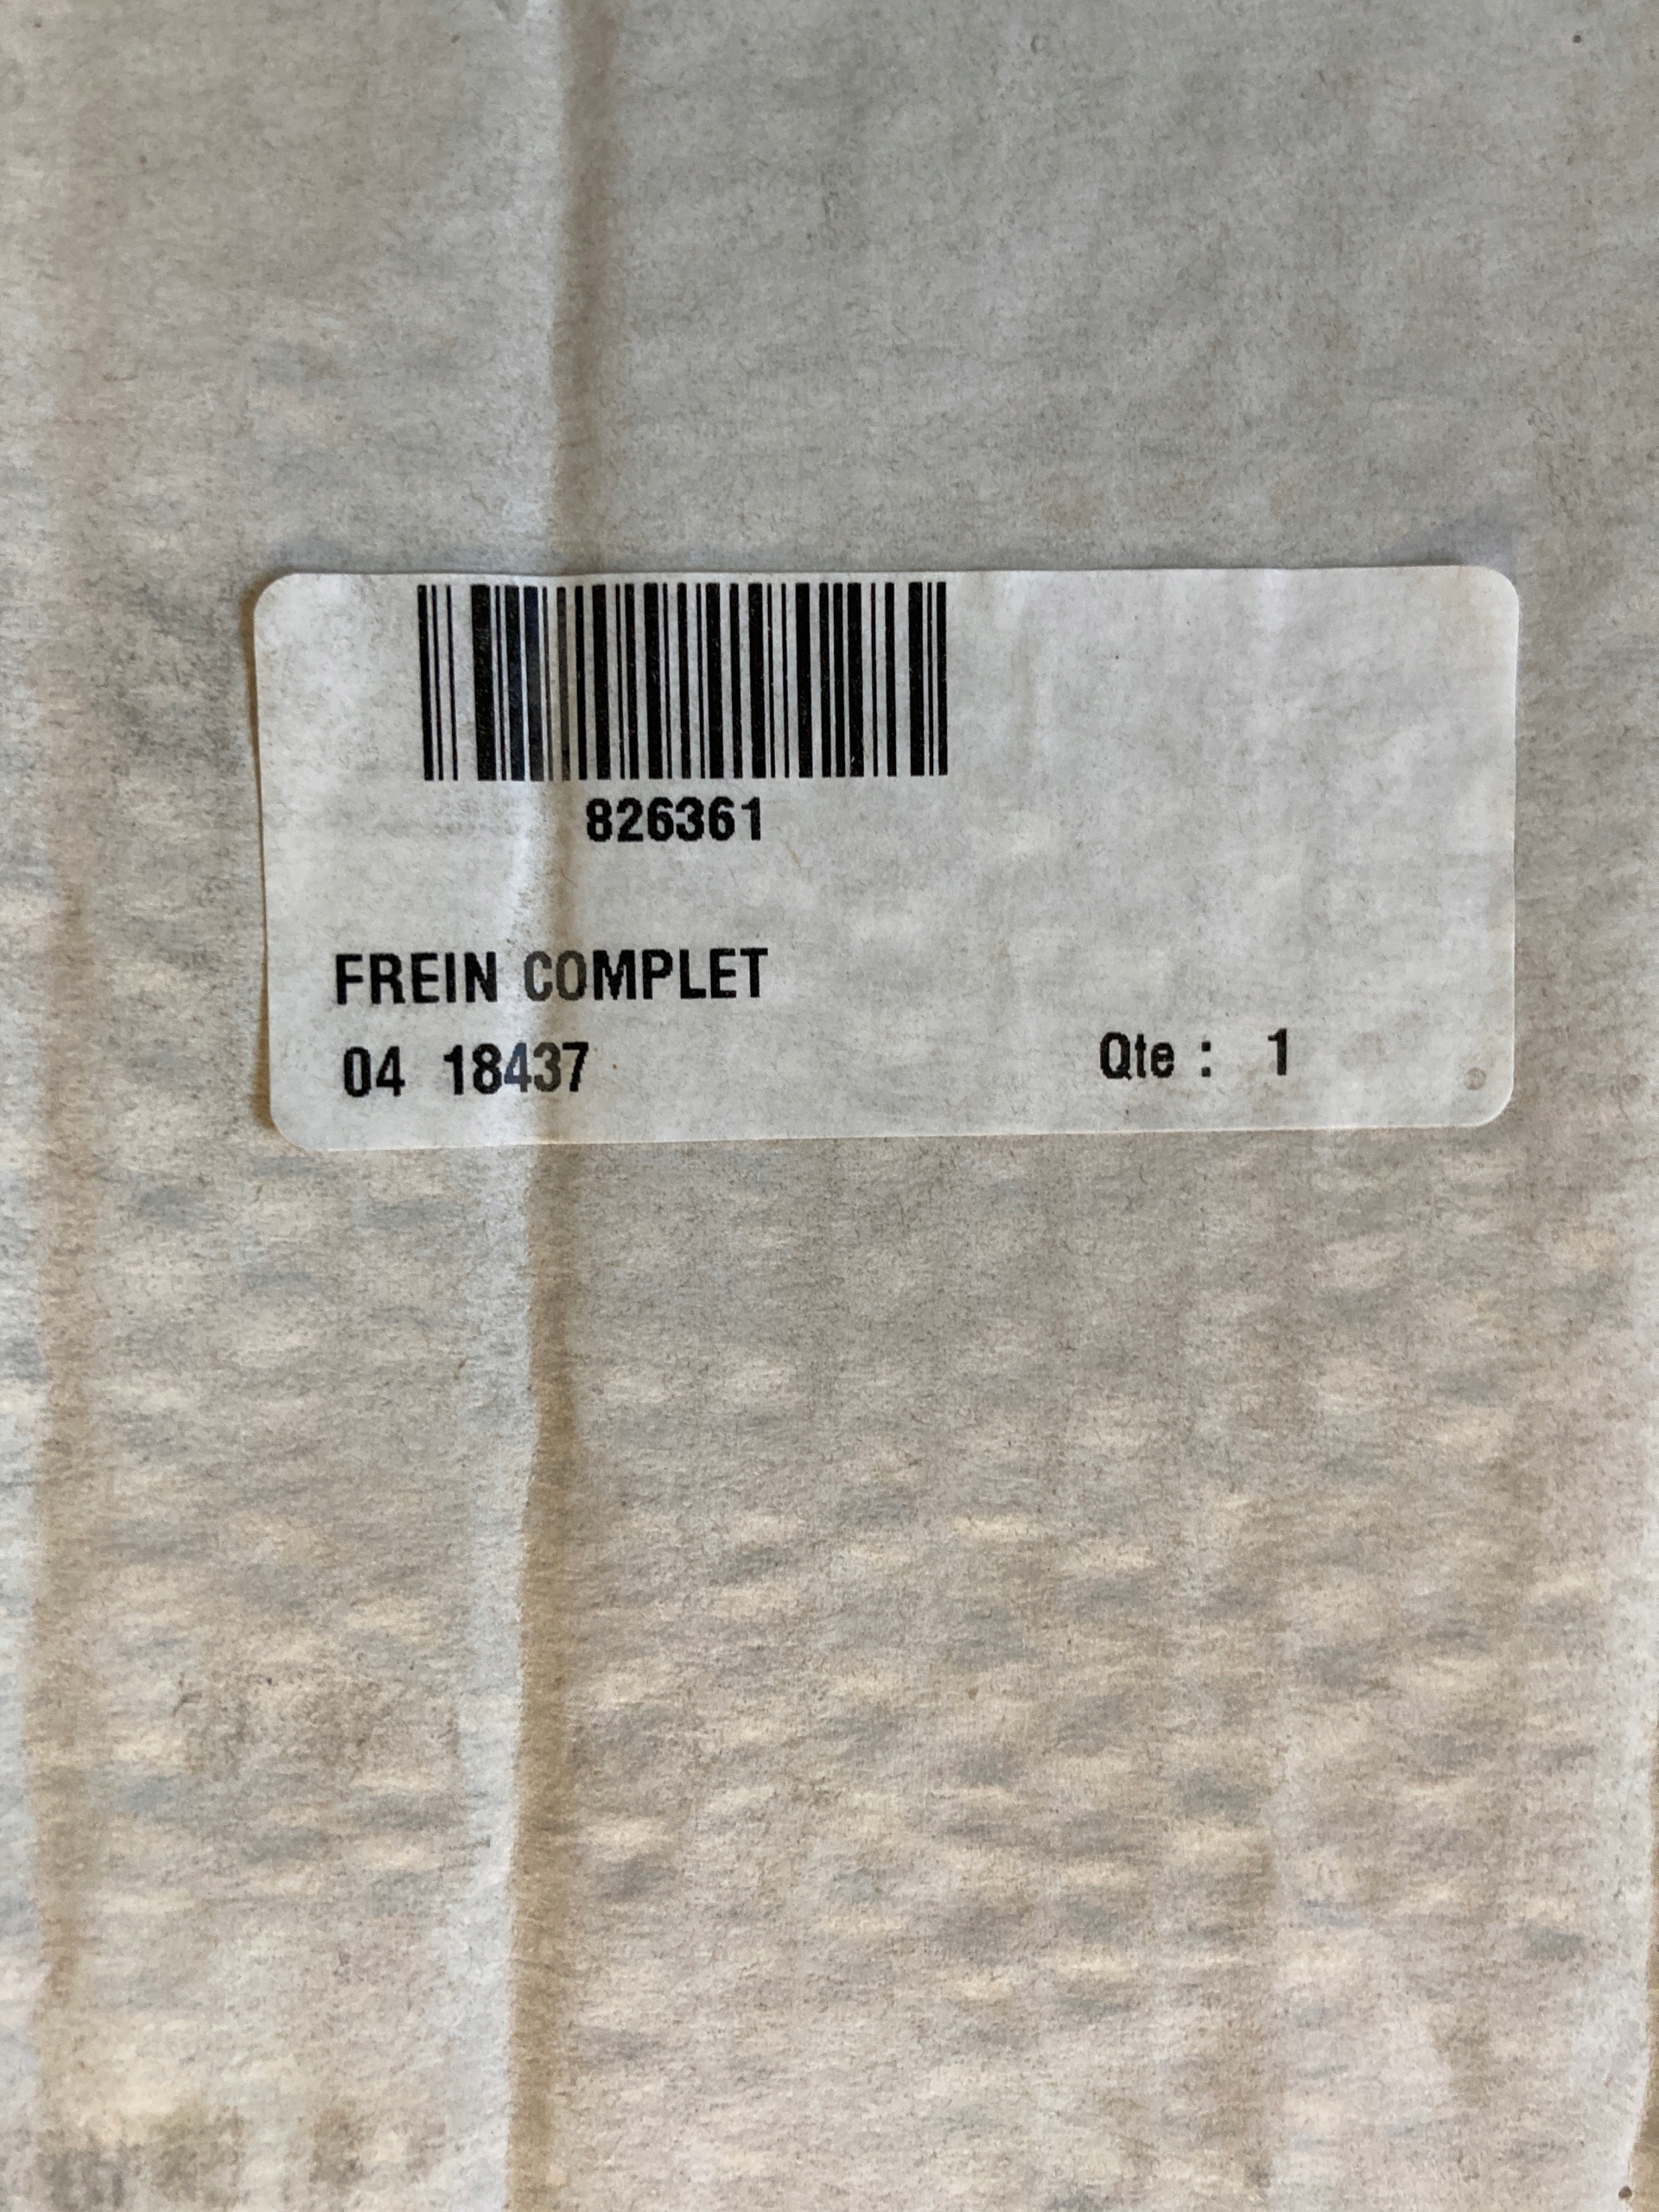 826361
FREIN COMPLET
04 18437
Qte : 1